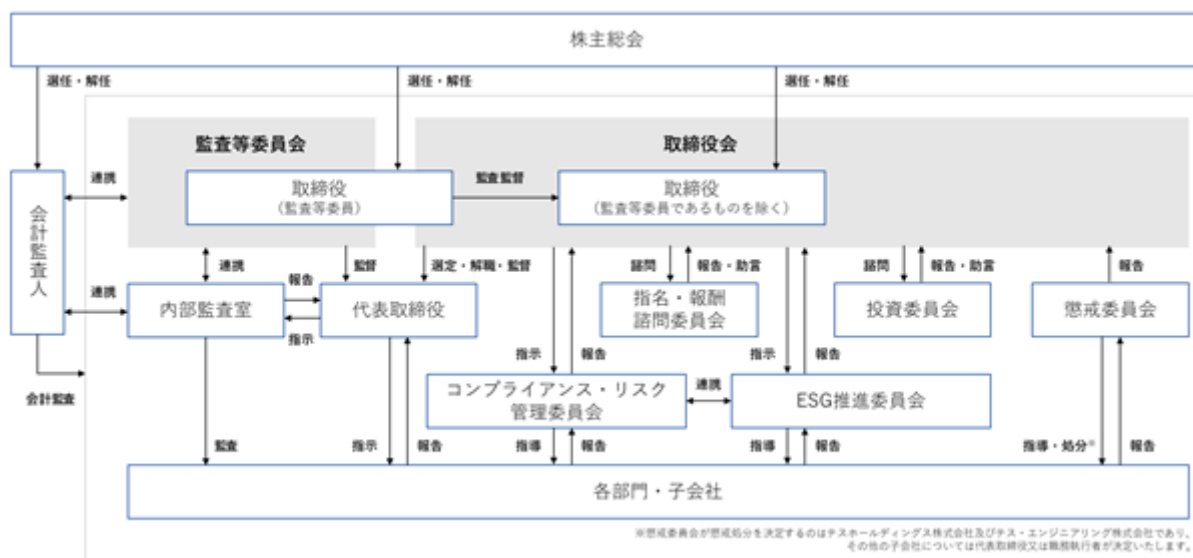 株主総会
選任・解任
選任・解任
選任・解任
監査等委員会
取締役会
会計監査人
連携
取締役
(監査等委員)
監査監督
取締役
(監査等委員であるものを除く)
連携
監督
選定・解職・監督
諮問
報告・助言
諮問
報告・助言
報告
連携
内部監査室
報告
指示
代表取締役
指名・報酬
諮問委員会
投資委員会
懲戒委員会
会計監査
指示
報告
指示
報告
コンプライアンス・リスク
管理委員会
連携
ESG推進委員会
監査
指示
報告
指導
報告
指導
報告
指導・処分※
報告
各部門・子会社
※懲戒委員会が懲戒処分を決定するのはテスホールディングス株式会社及びテス・エンジニアリング株式会社であり、
その他の子会社については代表取締役又は職務執行者が決定いたします。